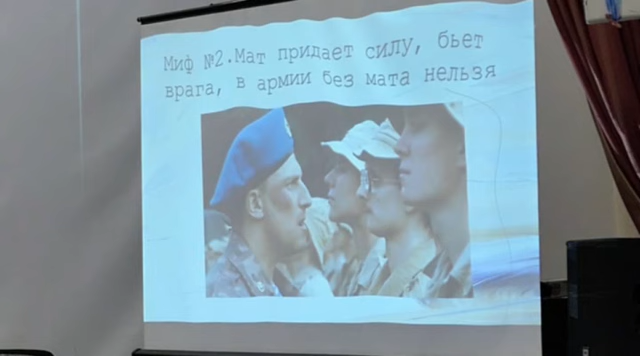 Миф №2.Мат придает силу, бьет
врага, в армии без мата нельзя